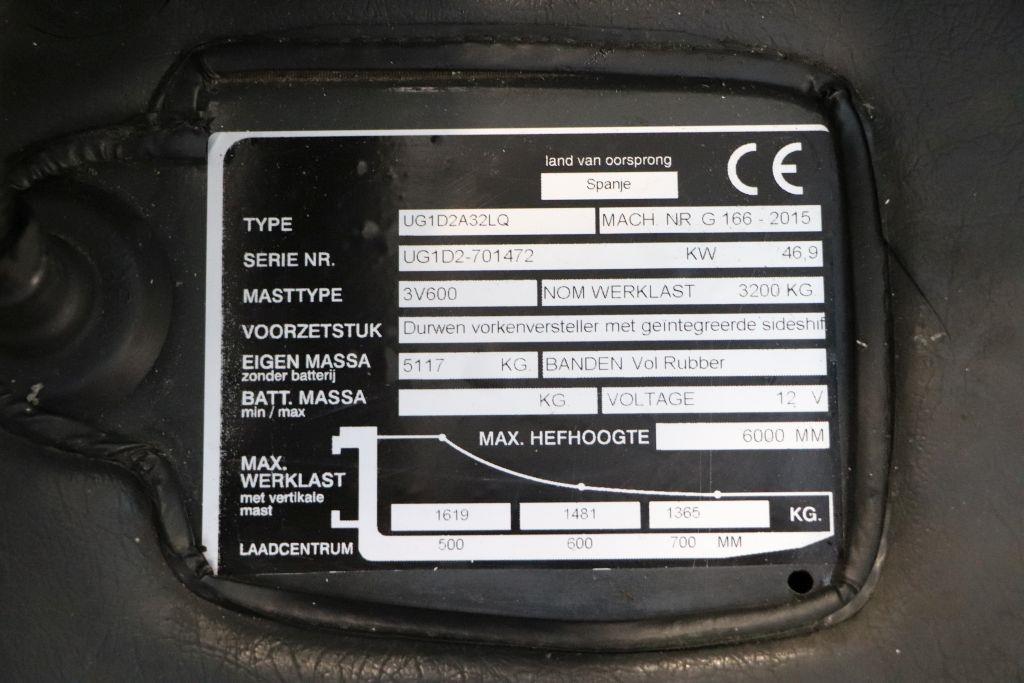 land van oorsprong
Spanje
CE
TYPE UG1D2A32LQ MACH. NR. G 166 - 2015
SERIE NR. UG1D2-701472 KW 46,9
MASTTYPE 3V600 NOM WERKLAST 3200 KG.
VOORZETSTUK Durwen vorkenversteller met geïntegreerde sideshif
EIGEN MASSA 5117 KG. BANDEN Vol Rubber
zonder batterij
BATT. MASSA KG. VOLTAGE 12 V
min / max
MAX. HEFHOOGTE 6000 MM
MAX.
WERKLAST
met vertikale
mast
1619 1481 1365 KG.
LAADCENTRUM 500 600 700 MM